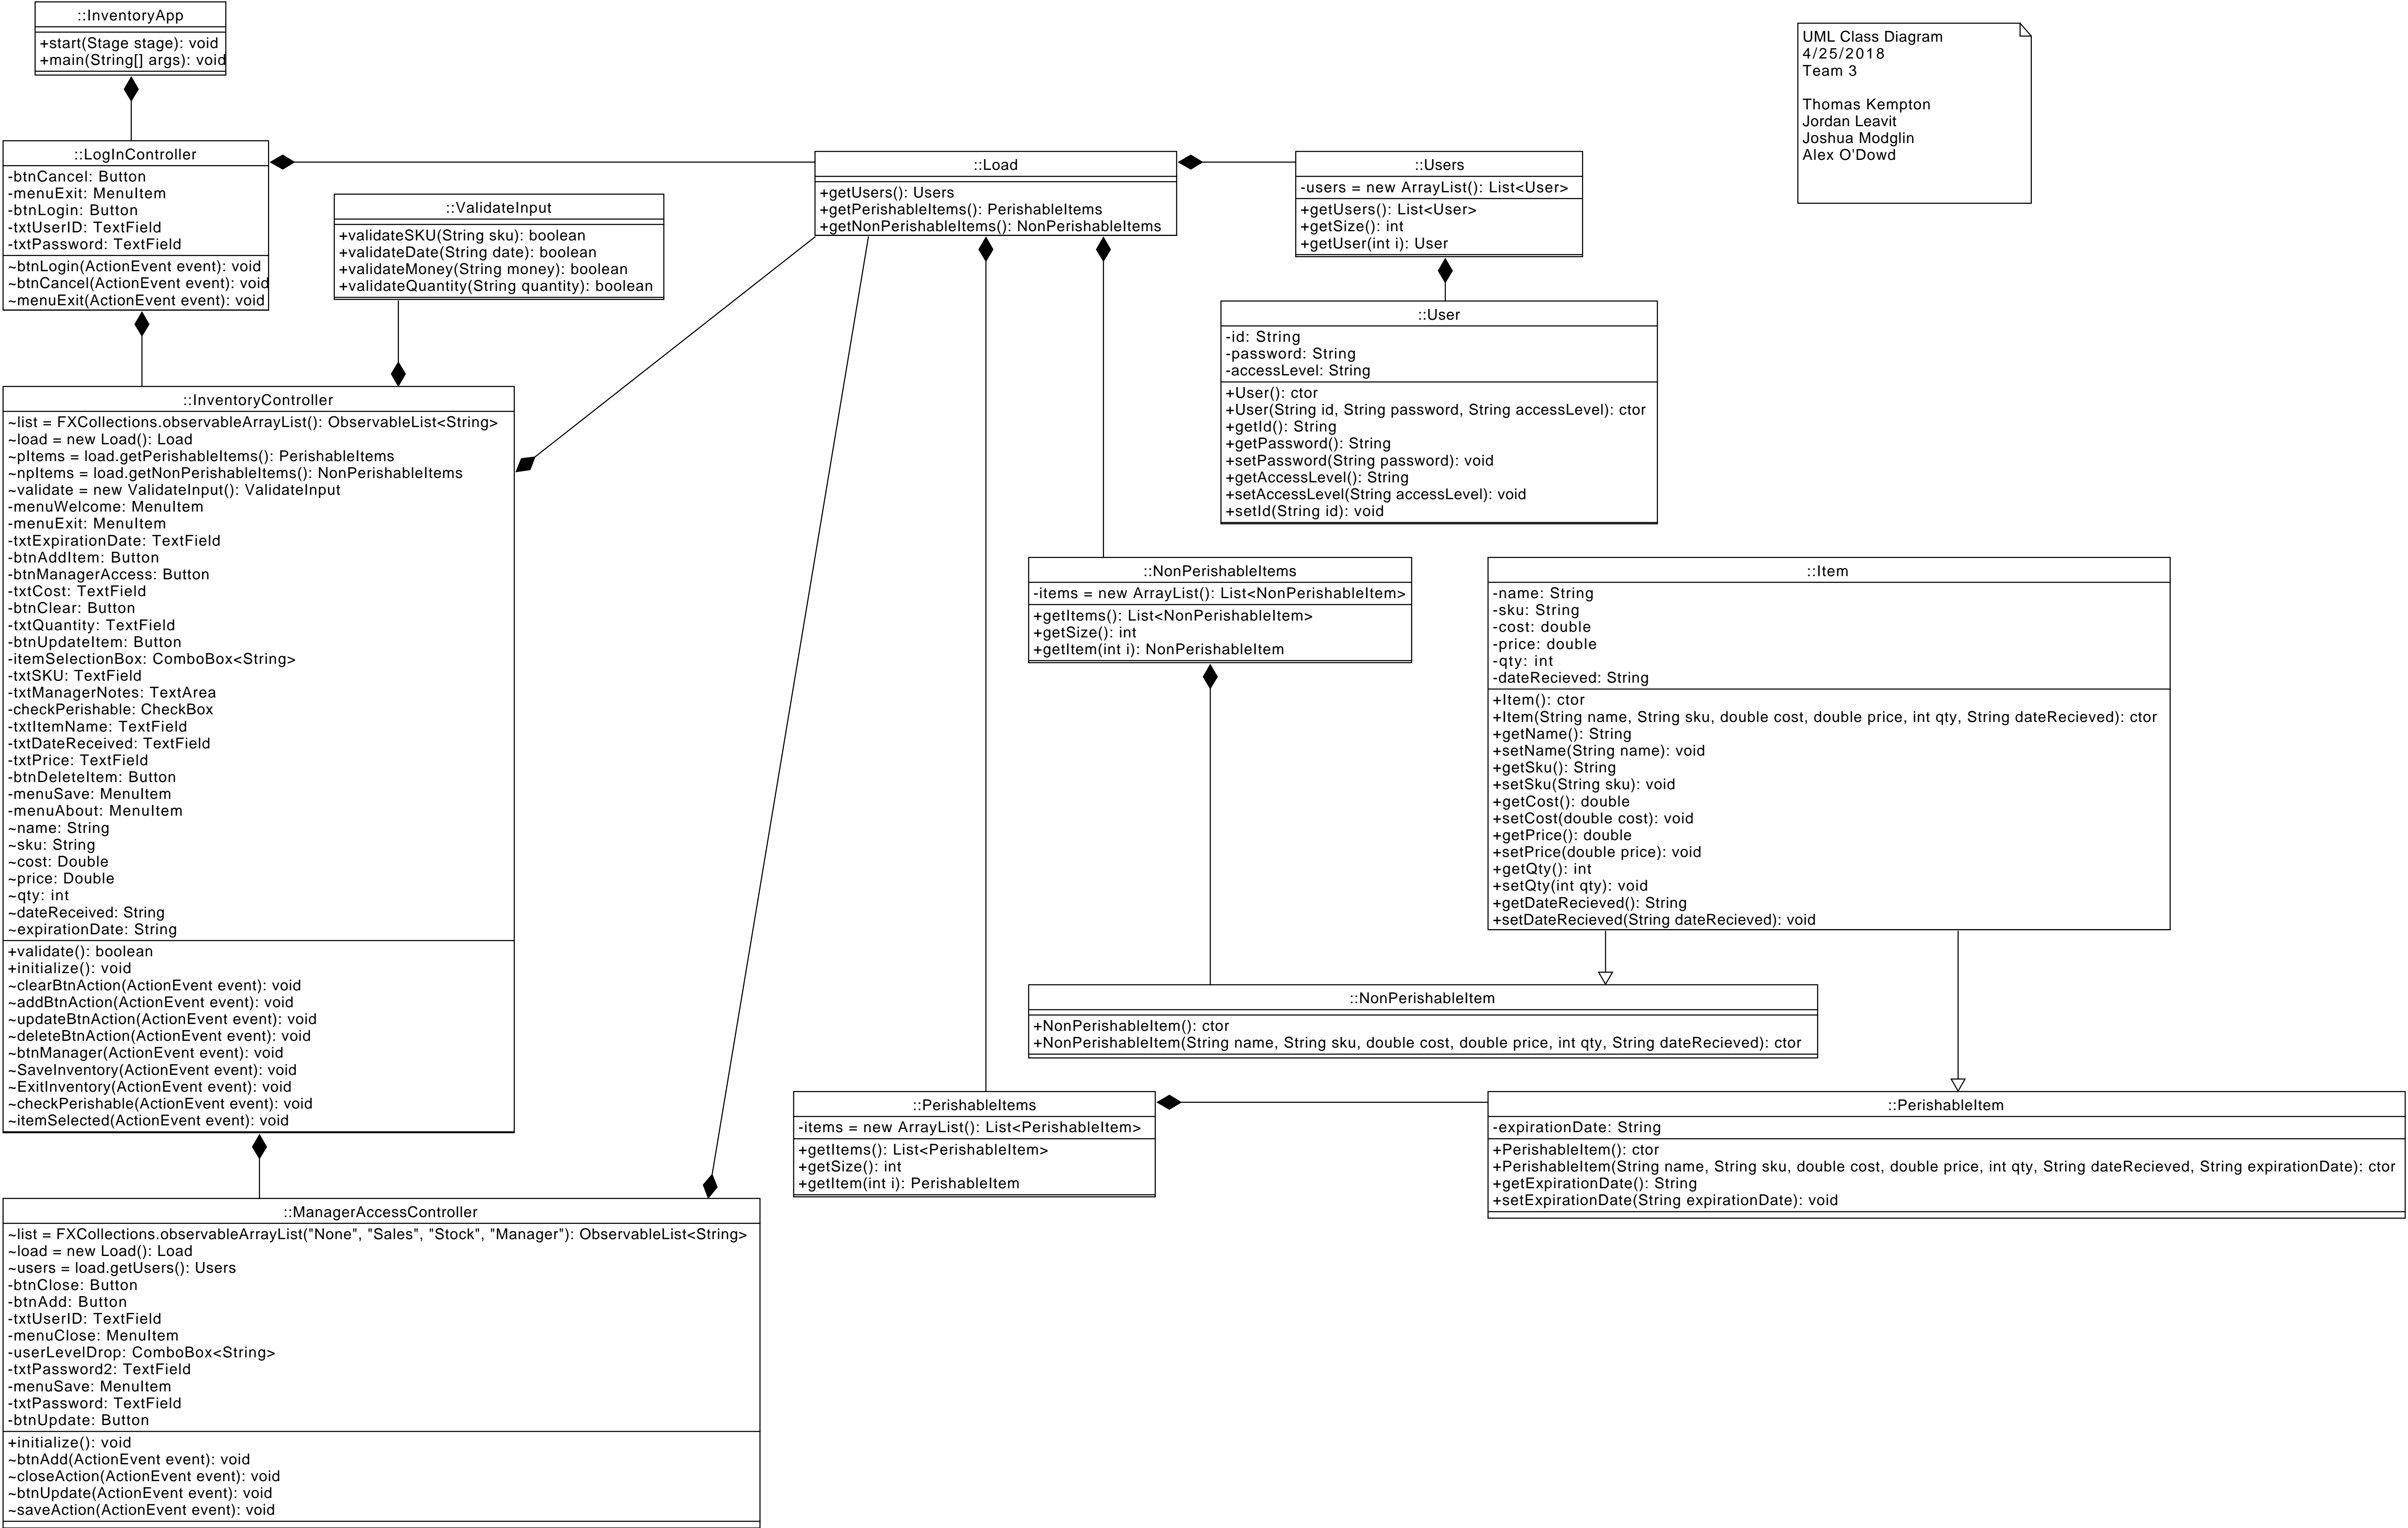 ::InventoryApp
+start(Stage stage): void
+main(String[] args): void
UML Class Diagram
4/25/2018
Team 3
Thomas Kempton
Jordan Leavit
Joshua Modglin
Alex O'Dowd
::LogInController
-btnCancel: Button
-menuExit: MenuItem
-btnLogin: Button
-txtUserID: TextField
-txtPassword: TextField
~btnLogin(ActionEvent event): void
~btnCancel(ActionEvent event): void
~menuExit(ActionEvent event): void
::ValidateInput
+validateSKU(String sku): boolean
+validateDate(String date): boolean
+validateMoney(String money): boolean
+validateQuantity(String quantity): boolean
::Load
+getUsers(): Users
+getPerishableItems(): PerishableItems
+getNonPerishableItems(): NonPerishableItems
::Users
-users = new ArrayList(): List<User>
+getUsers(): List<User>
+getSize(): int
+getUser(int i): User
::User
-id: String
-password: String
-accessLevel: String
+User(): ctor
+User(String id, String password, String accessLevel): ctor
+getId(): String
+getPassword(): String
+setPassword(String password): void
+getAccessLevel(): String
+setAccessLevel(String accessLevel): void
+setId(String id): void
::InventoryController
~list = FXCollections.observableArrayList(): ObservableList<String>
~load = new Load(): Load
~pItems = load.getPerishableItems(): PerishableItems
~npItems = load.getNonPerishableItems(): NonPerishableItems
~validate = new ValidateInput(): ValidateInput
-menuWelcome: MenuItem
-menuExit: MenuItem
-txtExpirationDate: TextField
-btnAddItem: Button
-btnManagerAccess: Button
-txtCost: TextField
-btnClear: Button
-txtQuantity: TextField
-btnUpdateItem: Button
-itemSelectionBox: ComboBox<String>
-txtSKU: TextField
-txtManagerNotes: TextArea
-checkPerishable: CheckBox
-txtItemName: TextField
-txtDateReceived: TextField
-txtPrice: TextField
-btnDeleteItem: Button
-menuSave: MenuItem
-menuAbout: MenuItem
~name: String
~sku: String
~cost: Double
~price: Double
~qty: int
~dateReceived: String
~expirationDate: String
+validate(): boolean
+initialize(): void
~clearBtnAction(ActionEvent event): void
~addBtnAction(ActionEvent event): void
~updateBtnAction(ActionEvent event): void
~deleteBtnAction(ActionEvent event): void
~btnManager(ActionEvent event): void
~SaveInventory(ActionEvent event): void
~ExitInventory(ActionEvent event): void
~checkPerishable(ActionEvent event): void
~itemSelected(ActionEvent event): void
::NonPerishableItems
-items = new ArrayList(): List<NonPerishableItem>
+getItems(): List<NonPerishableItem>
+getSize(): int
+getItem(int i): NonPerishableItem
::Item
-name: String
-sku: String
-cost: double
-price: double
-qty: int
-dateRecieved: String
+Item(): ctor
+Item(String name, String sku, double cost, double price, int qty, String dateRecieved): ctor
+getName(): String
+setName(String name): void
+getSku(): String
+setSku(String sku): void
+getCost(): double
+setCost(double cost): void
+getPrice(): double
+setPrice(double price): void
+getQty(): int
+setQty(int qty): void
+getDateRecieved(): String
+setDateRecieved(String dateRecieved): void
::NonPerishableItem
+NonPerishableItem(): ctor
+NonPerishableItem(String name, String sku, double cost, double price, int qty, String dateRecieved): ctor
::PerishableItems
-items = new ArrayList(): List<PerishableItem>
+getItems(): List<PerishableItem>
+getSize(): int
+getItem(int i): PerishableItem
::PerishableItem
-expirationDate: String
+PerishableItem(): ctor
+PerishableItem(String name, String sku, double cost, double price, int qty, String dateRecieved, String expirationDate): ctor
+getExpirationDate(): String
+setExpirationDate(String expirationDate): void
::ManagerAccessController
~list = FXCollections.observableArrayList("None", "Sales", "Stock", "Manager"): ObservableList<String>
~load = new Load(): Load
~users = load.getUsers(): Users
-btnClose: Button
-btnAdd: Button
-txtUserID: TextField
-menuClose: MenuItem
-userLevelDrop: ComboBox<String>
-txtPassword2: TextField
-menuSave: MenuItem
-txtPassword: TextField
-btnUpdate: Button
+initialize(): void
~btnAdd(ActionEvent event): void
~closeAction(ActionEvent event): void
~btnUpdate(ActionEvent event): void
~saveAction(ActionEvent event): void